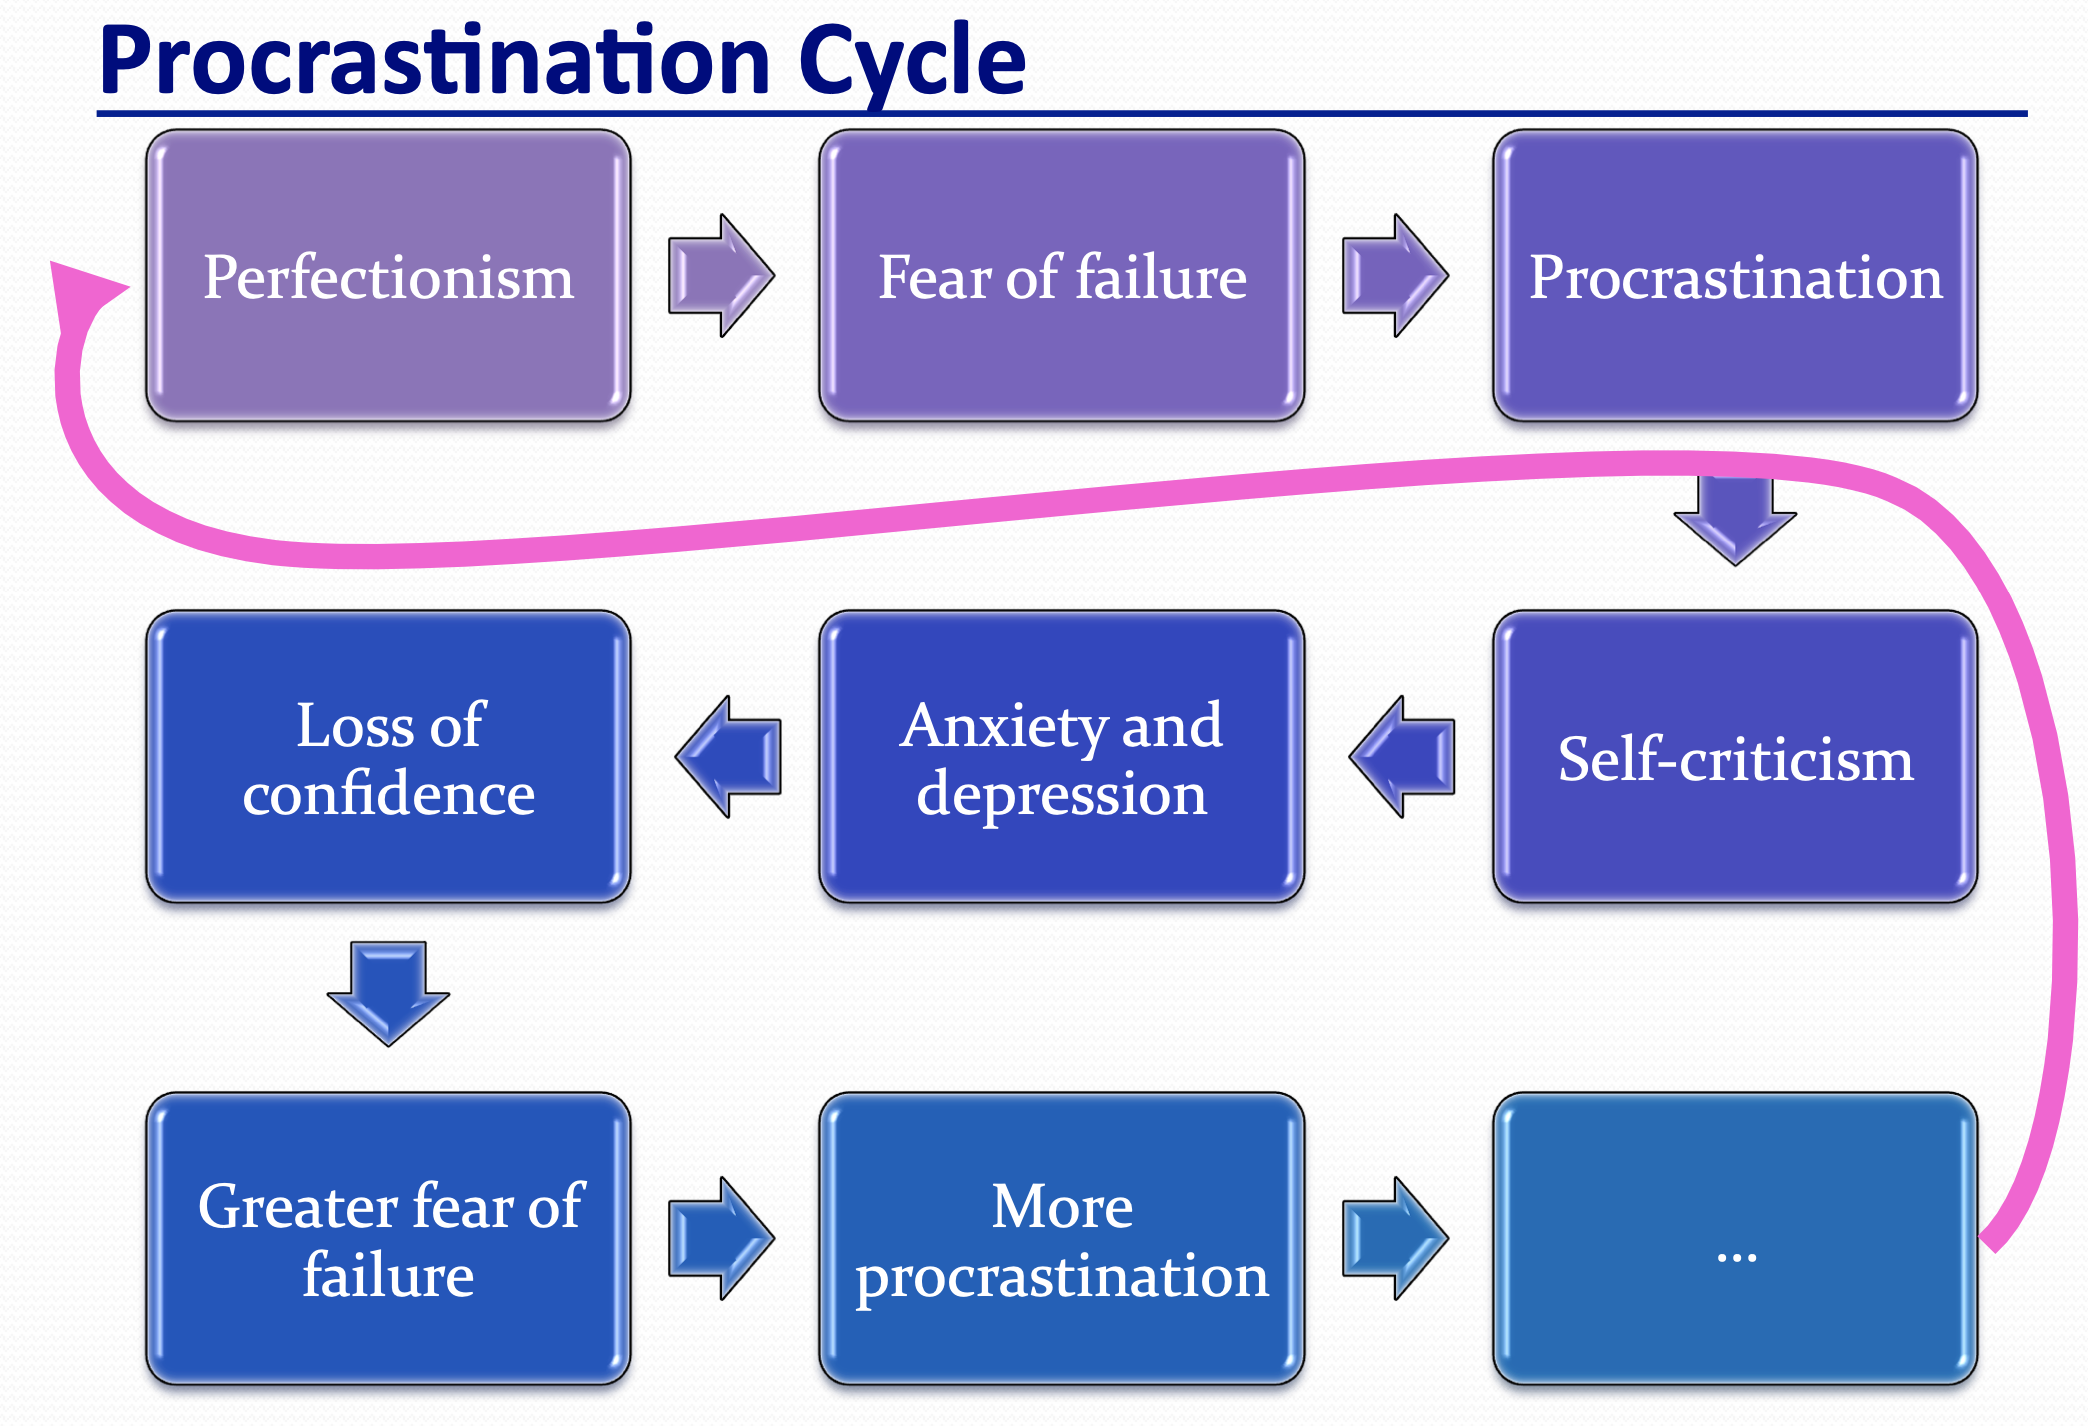 Procrastination Cycle
Perfectionism
Fear of failure
Procrastination
Self-criticism
Anxiety and
depression
Loss of
confidence
Greater fear of
failure
More
procrastination
...